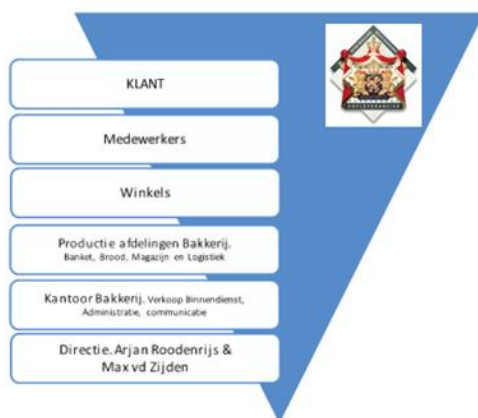 KLANT
Medewerkers
Winkels
Productie afdelingen Bakkerij.
Banket, Brood, Magazijn en Logistiek
Kantoor Bakkerij. Verkoop Binnendienst,
Administratie, communicatie
Directie. Arjan Roodenrijs &
Max vd Zijden